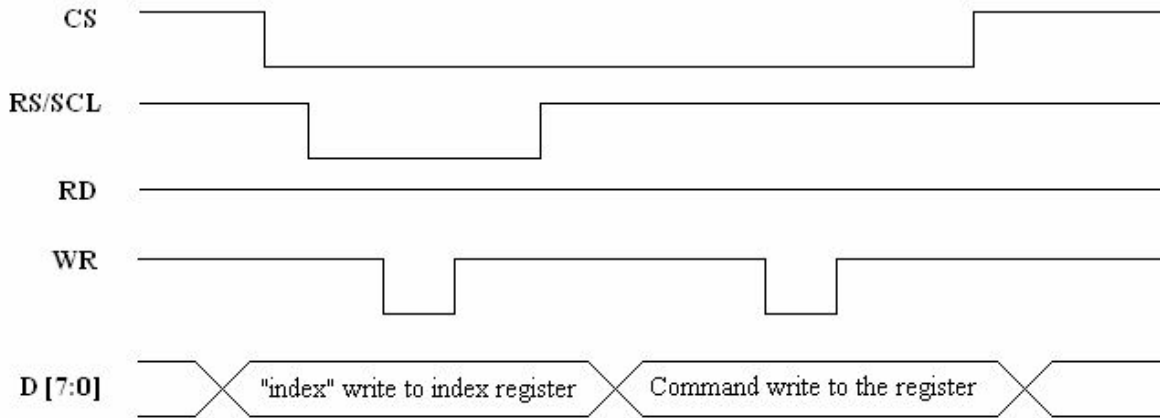 CS
RS/SCL
RD
WR
D [7:0]
"index" write to index register
Command write to the register